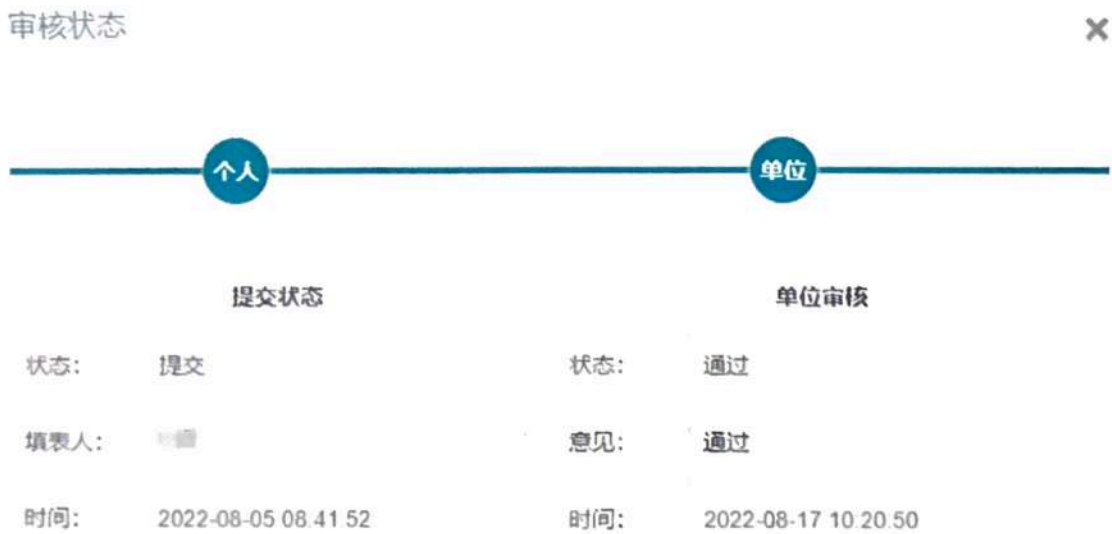 审核状态
个人
单位
提交状态
单位审核
状态： 提交
状态： 通过
填表人：
意见： 通过
时间： 2022-08-05 08.41 52
时间： 2022-08-17 10:20.50